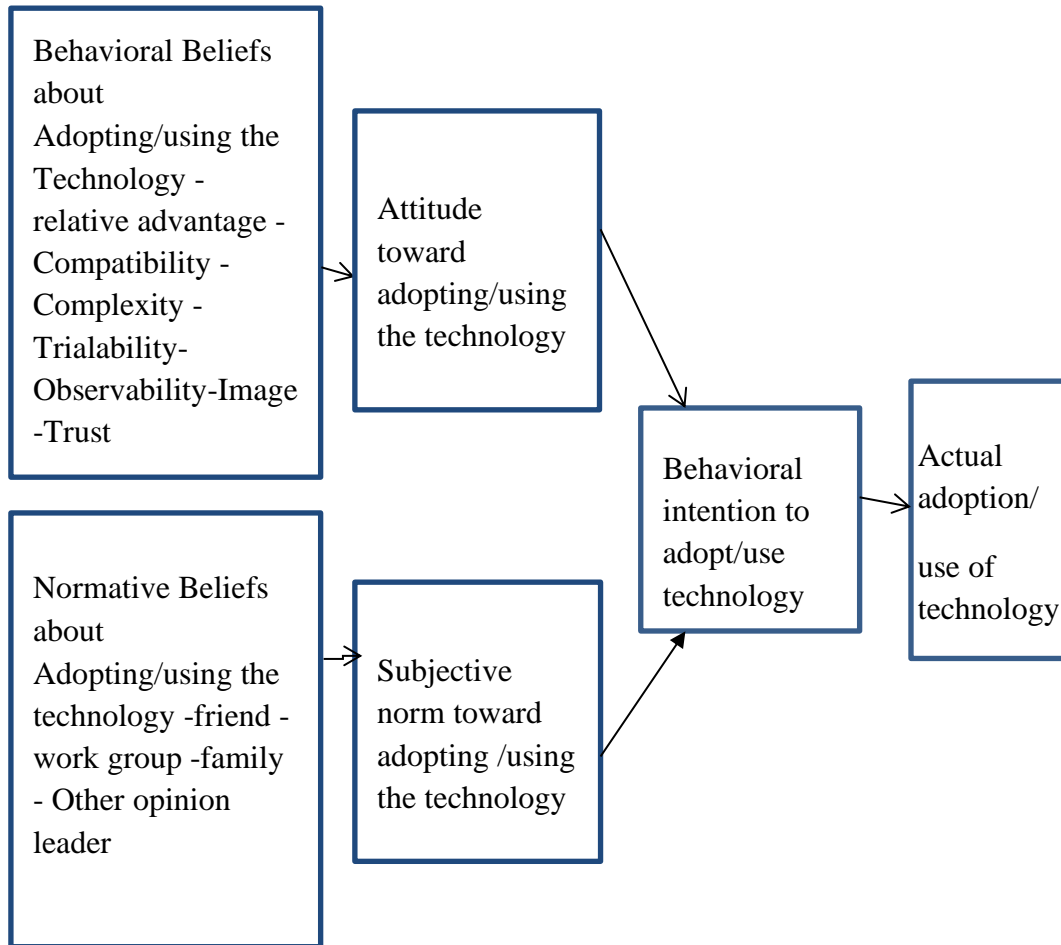 Behavioral Beliefs
about
Adopting/using the
Technology -
relative advantage -
Compatibility -
Complexity -
Trialability-
Observability-Image
-Trust
Attitude
toward
adopting/using
the technology
Normative Beliefs
about
Adopting/using the
technology -friend -
work group -family
- Other opinion
leader
Subjective
norm toward
adopting /using
the technology
Behavioral
intention to
adopt/use
technology
Actual
adoption/
use of
technology